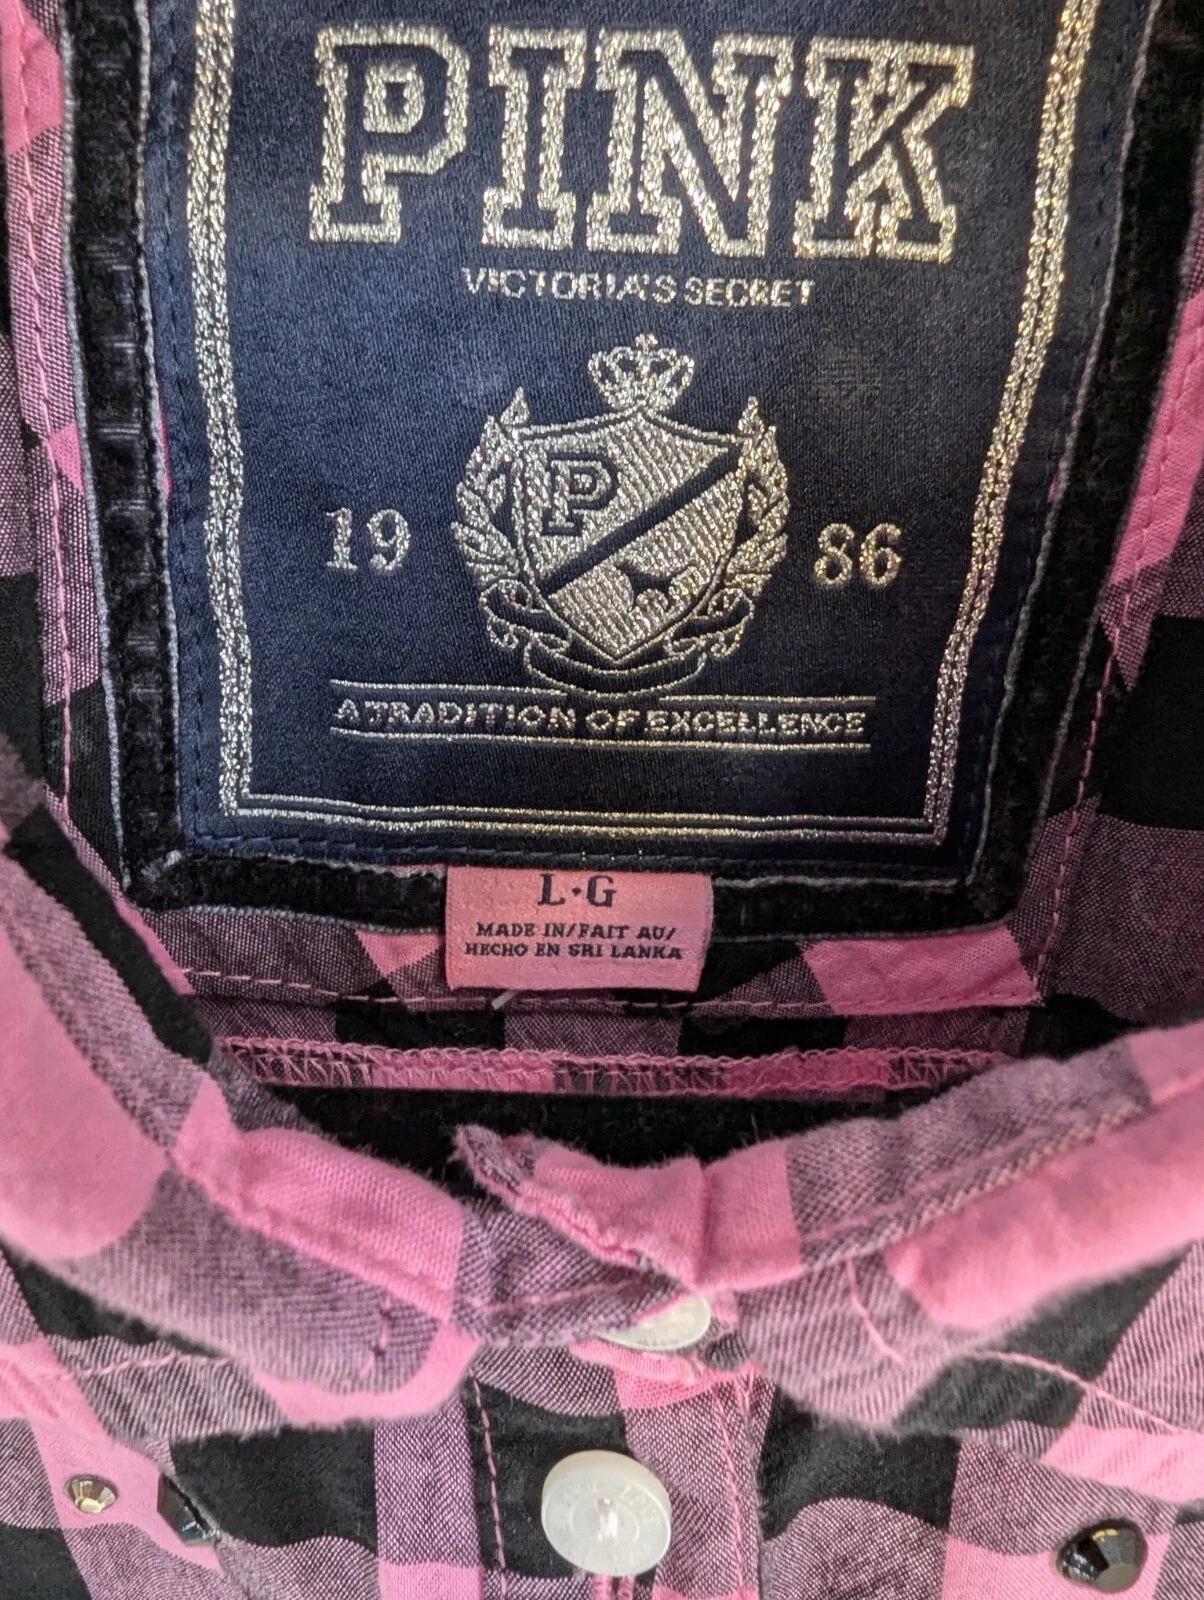 PINK
VICTORIA'S SECRET
P
19 86
A TRADITION OF EXCELLENCE
L·G
MADE IN/FAIT AU/
HECHO EN SRI LANKA